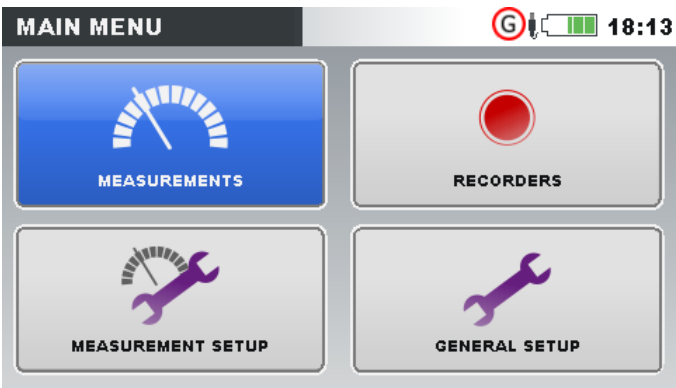 MAIN MENU
G 18:13
MEASUREMENTS
RECORDERS
MEASUREMENT SETUP
GENERAL SETUP